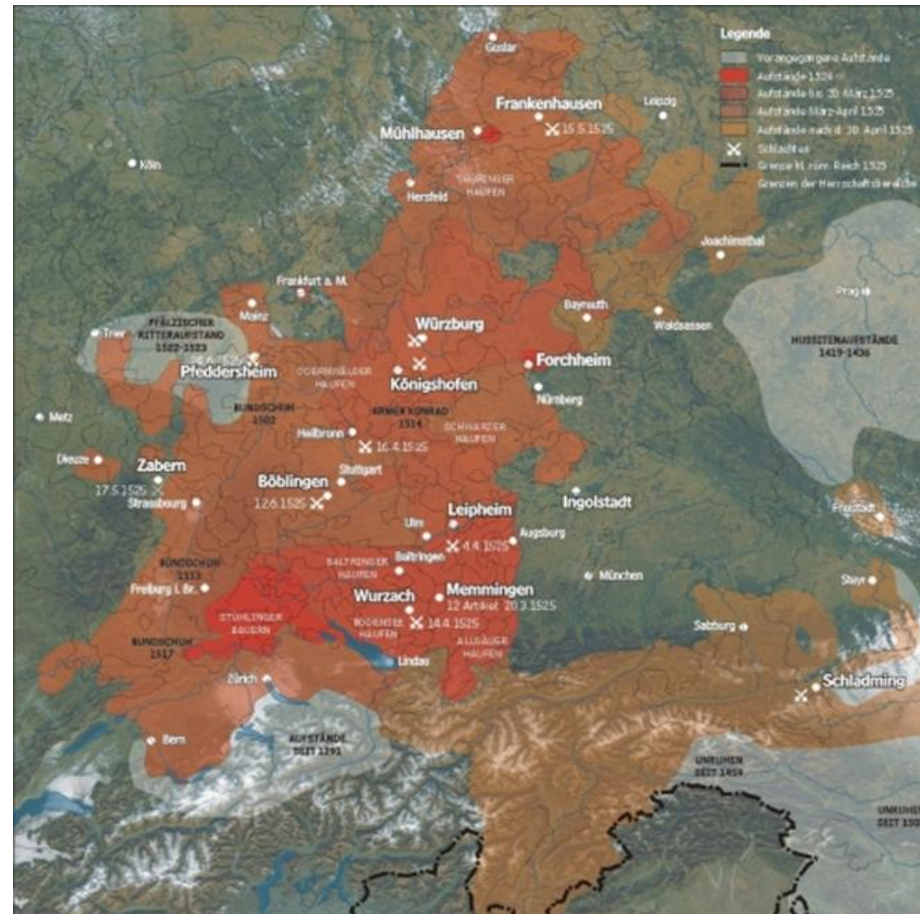 Goslar
Legende
Vorangegangene Aufstände
Aufstände 1524
Aufstände bis 20. März 1525
Aufstände März-April 1525
Aufstände nach d. 20. April 1525
Schlachten
Grenze hl. röm. Reich 1525
Grenzen der Herrschaftsbereiche
Frankenhausen
15.5.1525
Leipzig
Mühlhausen
Köln
THÜRINGER
HAUFEN
Hersfeld
Joachimsthal
Frankfurt a. M.
Mainz
Bayreuth
Waldsassen
Prag
HUSSITENAUFSTÄNDE
1419-1436
Trier
PFÄLZISCHER
RITTERAUFSTAND
1522-1523
Pfeddersheim
Würzburg
Königshofen
Forchheim
Nürnberg
ODERNWÄLDER
HAUFEN
BUNDSCHUH
1502
ARMER KONRAD
1514
SCHWARZER
HAUFEN
Metz
Heilbronn
16.4.1525
Dieuze
Zabern
17.5.1525
Strassbourg
Stuttgart
Böblingen
12.6.1525
Ingolstadt
Leipheim
Ulm
4.4.1525
Augsburg
Freistadt
BALTRINGER
HAUFEN
Baltringen
München
Steyr
BUNDSCHUH
1513
Freiburg i. Br.
STÜHLINGER
BAUERN
Wurzach
Memmingen
12 Artikel 20.3.1525
BODENSEE
HAUFEN
14.4.1525
ALLGÄUER
HAUFEN
Salzburg
BUNDSCHUH
1517
Lindau
Zürich
Schladming
Bern
AUFSTÄNDE
SEIT 1291
UNRUHEN
SEIT 1459
UNRUHEN